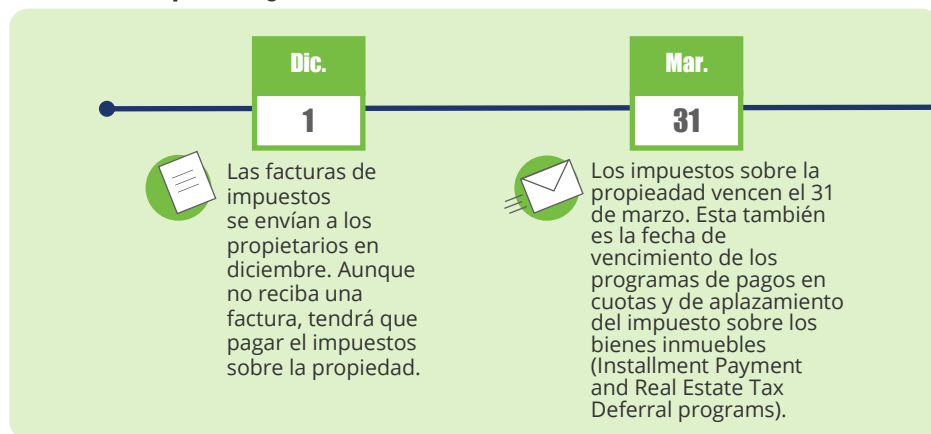 Dic.
1
Las facturas de
impuestos
se envían a los
propietarios en
diciembre. Aunque
no reciba una
factura, tendrá que
pagar el impuestos
sobre la propiedad.
Mar.
31
Los impuestos sobre la
propieadad vencen el 31
de marzo. Esta también
es la fecha de
vencimiento de los
programas de pagos en
cuotas y de aplazamiento
del impuesto sobre los
bienes inmuebles
(Installment Payment
and Real Estate Tax
Deferral programs).